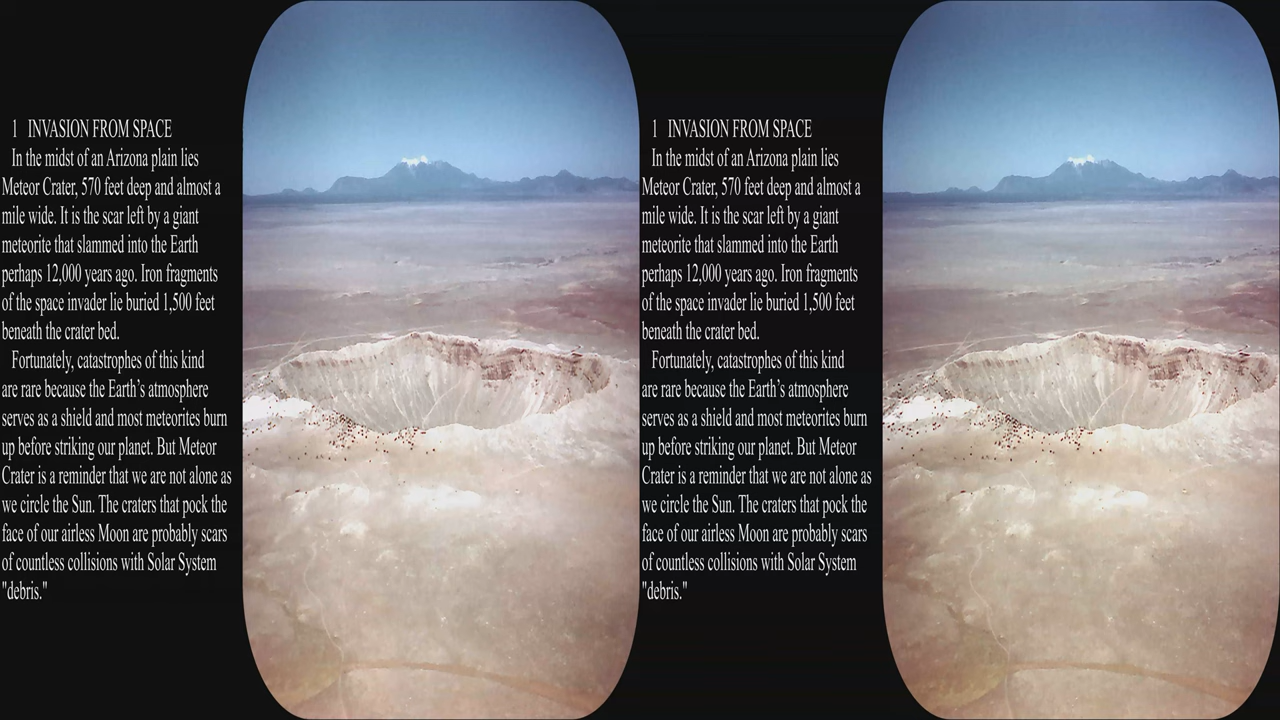 1 INVASION FROM SPACE
In the midst of an Arizona plain lies
Meteor Crater, 570 feet deep and almost a
mile wide. It is the scar left by a giant
meteorite that slammed into the Earth
perhaps 12,000 years ago. Iron fragments
of the space invader lie buried 1,500 feet
beneath the crater bed.
Fortunately, catastrophes of this kind
are rare because the Earth’s atmosphere
serves as a shield and most meteorites burn
up before striking our planet. But Meteor
Crater is a reminder that we are not alone as
we circle the Sun. The craters that pock the
face of our airless Moon are probably scars
of countless collisions with Solar System
"debris."
1 INVASION FROM SPACE
In the midst of an Arizona plain lies
Meteor Crater, 570 feet deep and almost a
mile wide. It is the scar left by a giant
meteorite that slammed into the Earth
perhaps 12,000 years ago. Iron fragments
of the space invader lie buried 1,500 feet
beneath the crater bed.
Fortunately, catastrophes of this kind
are rare because the Earth’s atmosphere
serves as a shield and most meteorites burn
up before striking our planet. But Meteor
Crater is a reminder that we are not alone as
we circle the Sun. The craters that pock the
face of our airless Moon are probably scars
of countless collisions with Solar System
"debris."